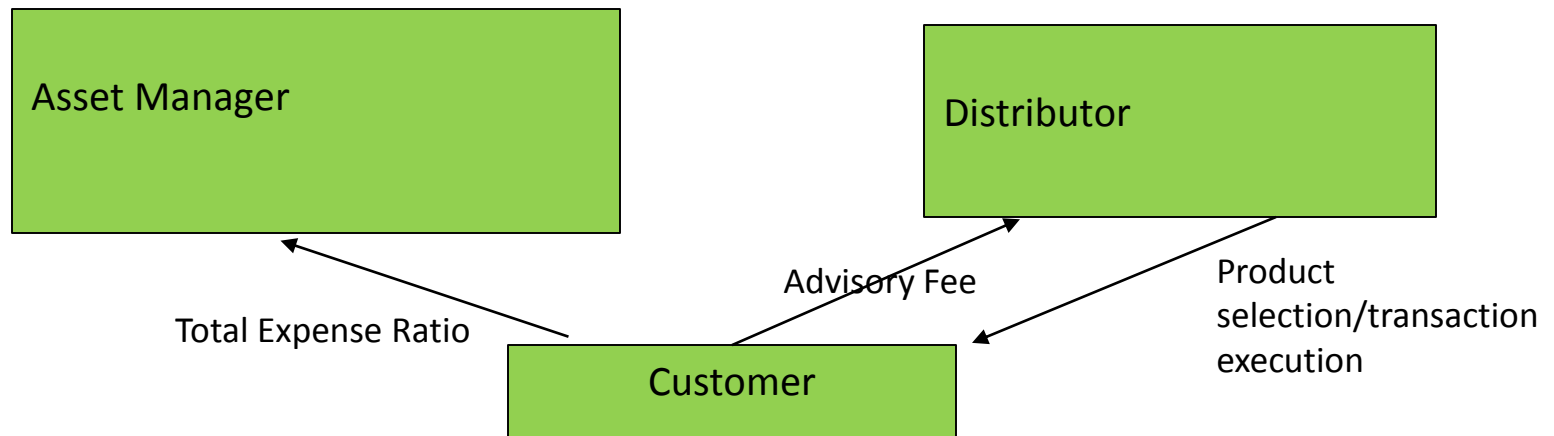 Asset Manager
Distributor
Advisory Fee
Product
selection/transaction
execution
Total Expense Ratio
Customer